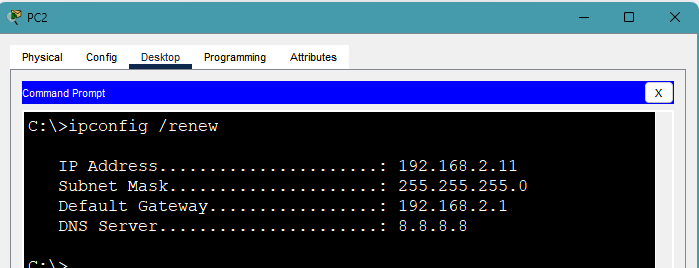 PC2
Physical Config Desktop Programming Attributes
Command Prompt X
C:\>ipconfig /renew
IP Address......................: 192.168.2.11
Subnet Mask.....................: 255.255.255.0
Default Gateway.................: 192.168.2.1
DNS Server......................: 8.8.8.8
C:\>